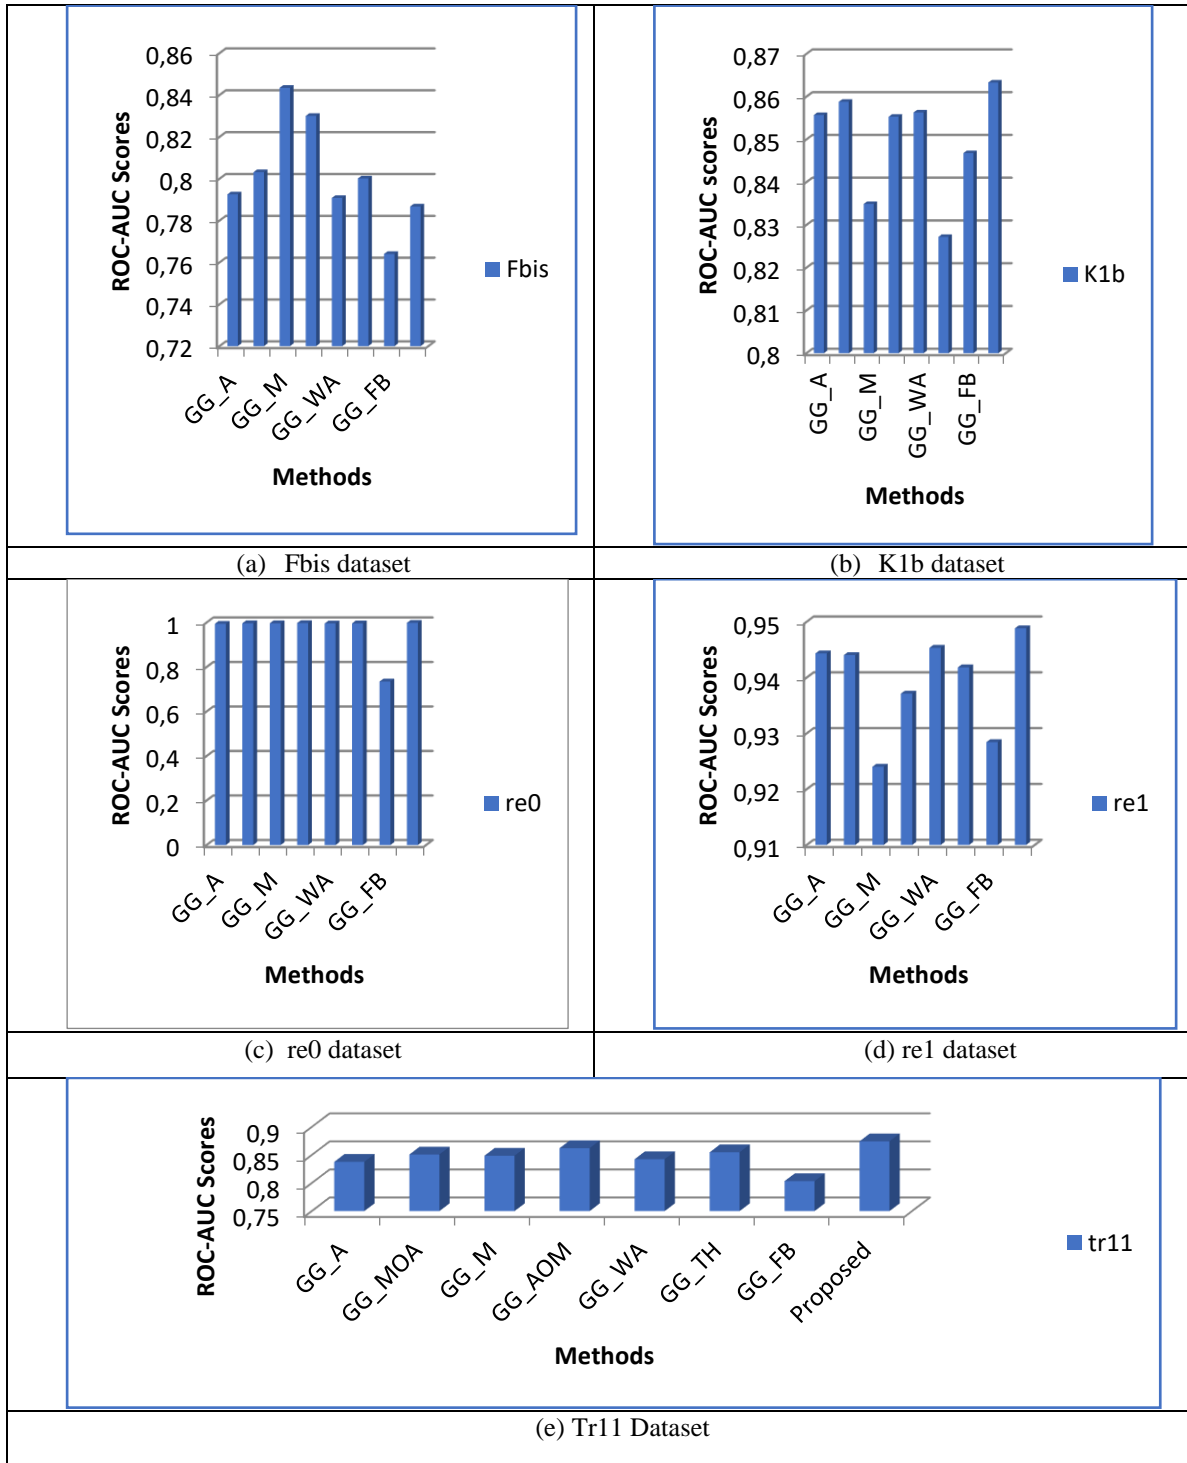 0,86
0,84
0,82
0,8
0,78
0,76
0,74
0,72
ROC-AUC Scores
GG_A
GG_M
GG_WA
GG_FB
Methods
Fbis
0,87
0,86
0,85
0,84
0,83
0,82
0,81
0,8
ROC-AUC scores
GG_A
GG_M
GG_WA
GG_FB
Methods
K1b
(a) Fbis dataset
(b) K1b dataset
1
0,8
0,6
0,4
0,2
0
ROC-AUC Scores
GG_A
GG_M
GG_WA
GG_FB
Methods
re0
0,95
0,94
0,93
0,92
0,91
ROC-AUC Scores
GG_A
GG_M
GG_WA
GG_FB
Methods
re1
(c) re0 dataset
(d) re1 dataset
0,9
0,85
0,8
0,75
ROC-AUC Scores
GG_A
GG_MOA
GG_M
GG_AOM
GG_WA
GG_TH
GG_FB
Proposed
Methods
tr11
(e) Tr11 Dataset